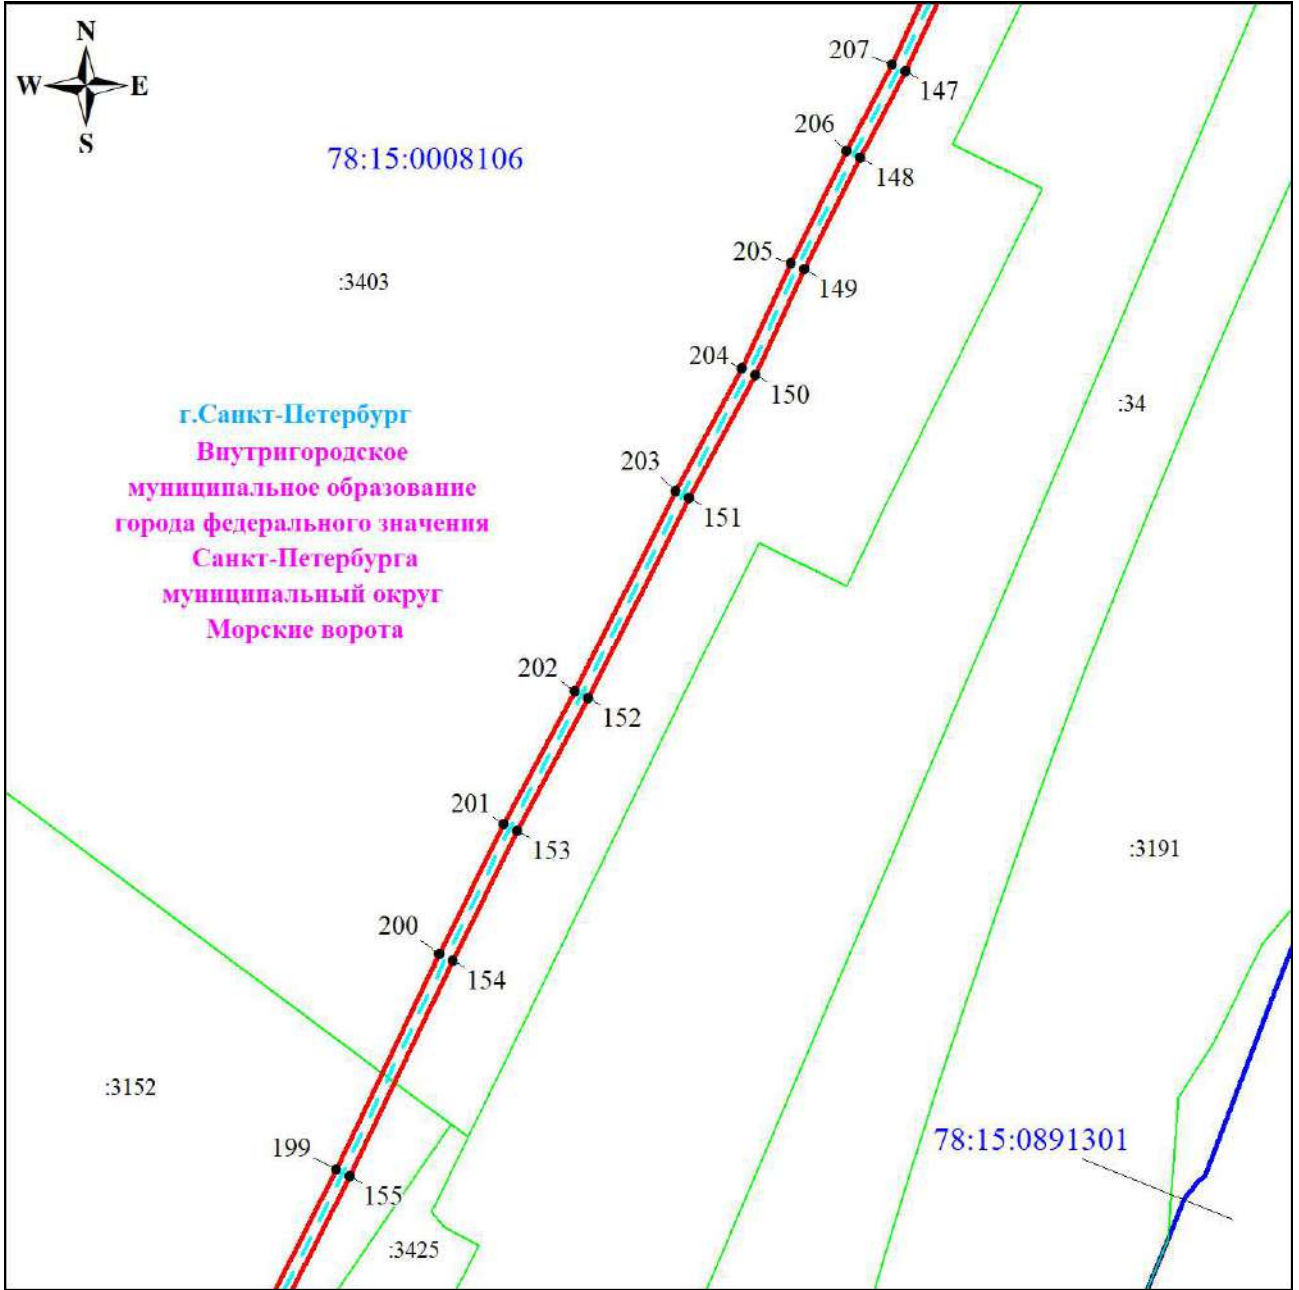 N
W E
S
207
147
78:15:0008106
206
148
:3403
205
149
204
150
:34
г.Санкт-Петербург
Внутригородское
муниципальное образование
города федерального значения
Санкт-Петербурга
муниципальный округ
Морские ворота
203
151
202
152
201
153
:3191
200
154
:3152
78:15:0891301
199
155
:3425